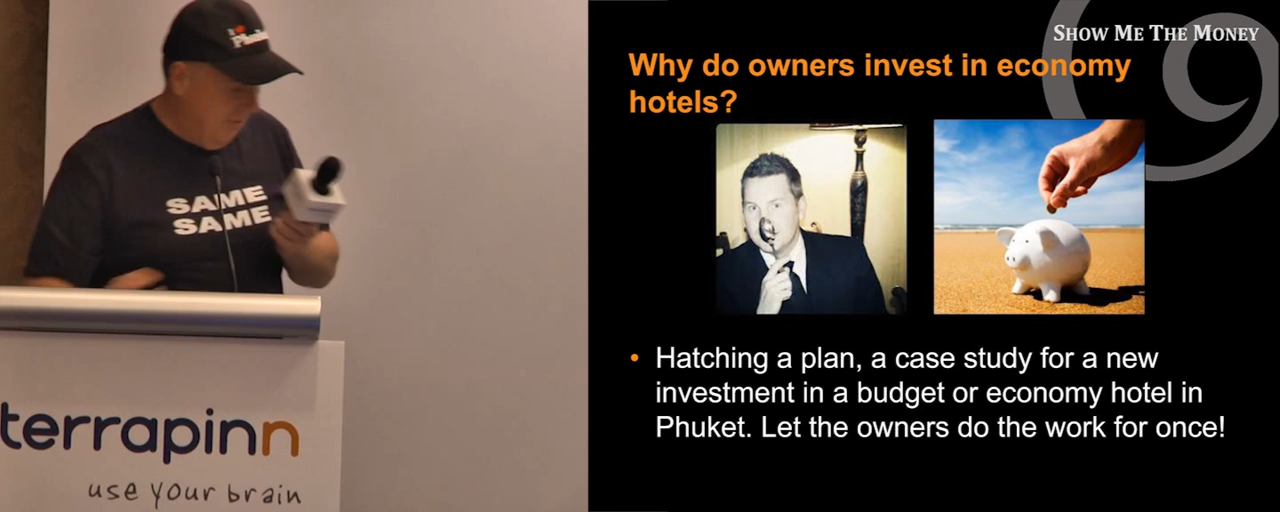 SAME
SAME
terrapinn
use your brain
SHOW ME THE MONEY
Why do owners invest in economy
hotels?
• Hatching a plan, a case study for a new
investment in a budget or economy hotel in
Phuket. Let the owners do the work for once!